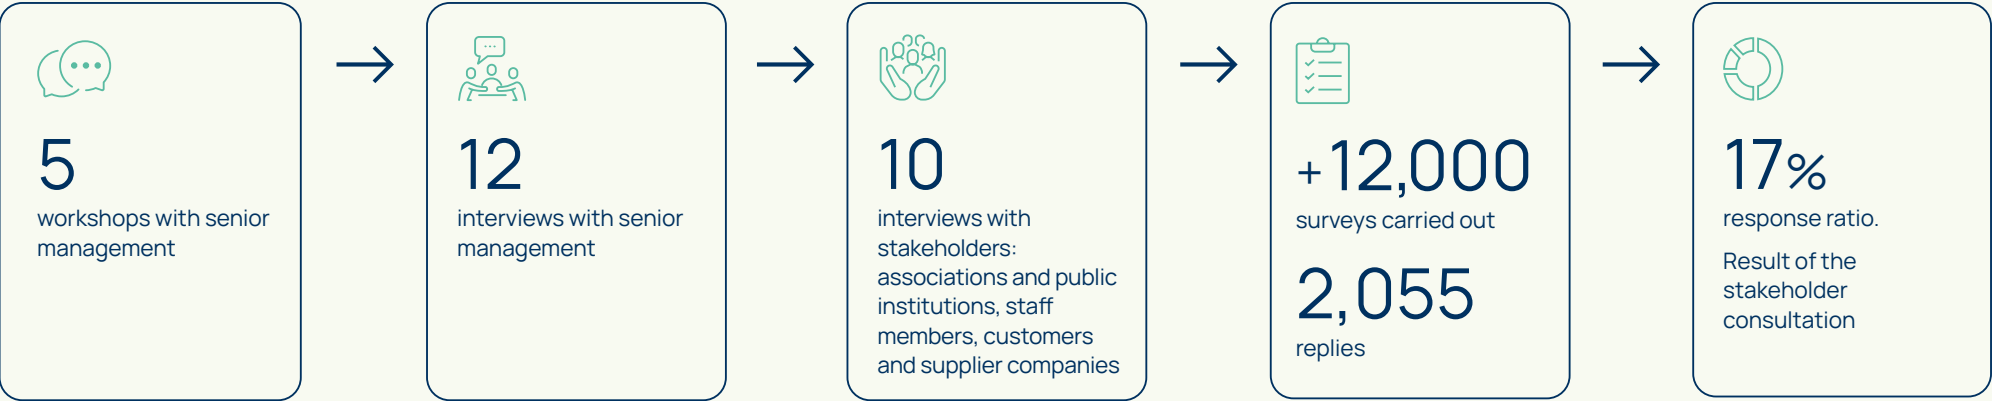 5
workshops with senior
management
12
interviews with senior
management
10
interviews with
stakeholders:
associations and public
institutions, staff
members, customers
and supplier companies
+12,000
surveys carried out
2,055
replies
17%
response ratio.
Result of the
stakeholder
consultation